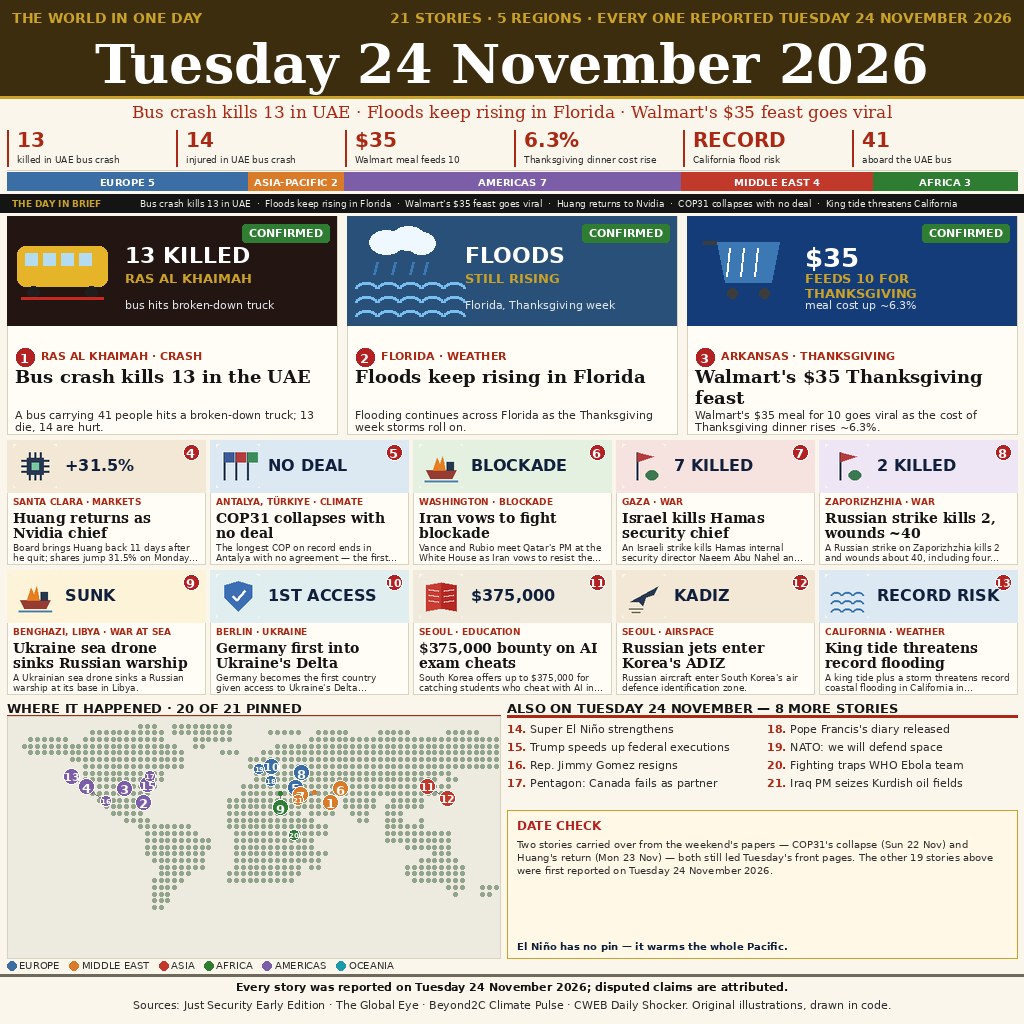 THE WORLD IN ONE DAY
21 STORIES · 5 REGIONS · EVERY ONE REPORTED TUESDAY 24 NOVEMBER 2026
Tuesday 24 November 2026
Bus crash kills 13 in UAE · Floods keep rising in Florida · Walmart's $35 feast goes viral
13
killed in UAE bus crash
14
injured in UAE bus crash
$35
Walmart meal feeds 10
6.3%
Thanksgiving dinner cost rise
RECORD
California flood risk
41
aboard the UAE bus
EUROPE 5
ASIA-PACIFIC 2
AMERICAS 7
MIDDLE EAST 4
AFRICA 3
THE DAY IN BRIEF
Bus crash kills 13 in UAE · Floods keep rising in Florida · Walmart's $35 feast goes viral · Huang returns to Nvidia · COP31 collapses with no deal · King tide threatens California
CONFIRMED
13 KILLED
RAS AL KHAIMAH
bus hits broken-down truck
1 RAS AL KHAIMAH · CRASH
Bus crash kills 13 in the UAE
A bus carrying 41 people hits a broken-down truck; 13
die, 14 are hurt.
CONFIRMED
FLOODS
STILL RISING
Florida, Thanksgiving week
2 FLORIDA · WEATHER
Floods keep rising in Florida
Flooding continues across Florida as the Thanksgiving
week storms roll on.
CONFIRMED
$35
FEEDS 10 FOR
THANKSGIVING
meal cost up ~6.3%
3 ARKANSAS · THANKSGIVING
Walmart's $35 Thanksgiving
feast
Walmart's $35 meal for 10 goes viral as the cost of
Thanksgiving dinner rises ~6.3%.
+31.5%
4
SANTA CLARA · MARKETS
Huang returns as
Nvidia chief
Board brings Huang back 11 days after
he quit; shares jump 31.5% on Monday...
NO DEAL
5
ANTALYA, TÜRKIYE · CLIMATE
COP31 collapses with
no deal
The longest COP on record ends in
Antalya with no agreement — the first...
BLOCKADE
6
WASHINGTON · BLOCKADE
Iran vows to fight
blockade
Vance and Rubio meet Qatar's PM at the
White House as Iran vows to resist the...
7 KILLED
7
GAZA · WAR
Israel kills Hamas
security chief
An Israeli strike kills Hamas internal
security director Naeem Abu Nahel an...
2 KILLED
8
ZAPORIZHZHIA · WAR
Russian strike kills 2,
wounds ~40
A Russian strike on Zaporizhzhia kills 2
and wounds about 40, including four...
SUNK
9
BENGHAZI, LIBYA · WAR AT SEA
Ukraine sea drone
sinks Russian warship
A Ukrainian sea drone sinks a Russian
warship at its base in Libya.
1ST ACCESS
10
BERLIN · UKRAINE
Germany first into
Ukraine's Delta
Germany becomes the first country
given access to Ukraine's Delta...
$375,000
11
SEOUL · EDUCATION
$375,000 bounty on AI
exam cheats
South Korea offers up to $375,000 for
catching students who cheat with AI in...
KADIZ
12
SEOUL · AIRSPACE
Russian jets enter
Korea's ADIZ
Russian aircraft enter South Korea's air
defence identification zone.
RECORD RISK
13
CALIFORNIA · WEATHER
King tide threatens
record flooding
A king tide plus a storm threatens record
coastal flooding in California in...
WHERE IT HAPPENED · 20 OF 21 PINNED
13
4
3
2
10
8
9
6
1
11
12
EUROPE
MIDDLE EAST
ASIA
AFRICA
AMERICAS
OCEANIA
ALSO ON TUESDAY 24 NOVEMBER — 8 MORE STORIES
14. Super El Niño strengthens
15. Trump speeds up federal executions
16. Rep. Jimmy Gomez resigns
17. Pentagon: Canada fails as partner
18. Pope Francis's diary released
19. NATO: we will defend space
20. Fighting traps WHO Ebola team
21. Iraq PM seizes Kurdish oil fields
DATE CHECK
Two stories carried over from the weekend's papers — COP31's collapse (Sun 22 Nov) and
Huang's return (Mon 23 Nov) — both still led Tuesday's front pages. The other 19 stories above
were first reported on Tuesday 24 November 2026.
El Niño has no pin — it warms the whole Pacific.
Every story was reported on Tuesday 24 November 2026; disputed claims are attributed.
Sources: Just Security Early Edition · The Global Eye · Beyond2C Climate Pulse · CWEB Daily Shocker. Original illustrations, drawn in code.